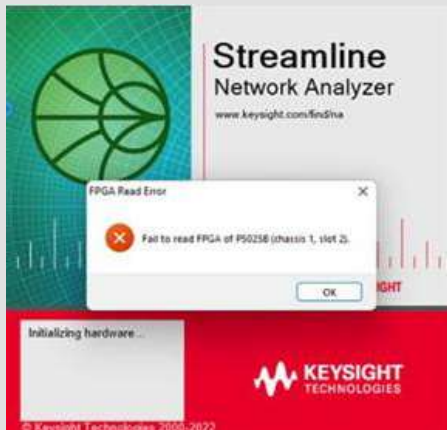 Streamline
Network Analyzer
www.keysight.com/find/na
FPGA Read Error
Fail to read FPGA of P5025B (chassis 1, slot 2).
OK
GHT
Initializing hardware...
KEYSIGHT
TECHNOLOGIES
© Keysight Technologies 2000-2022